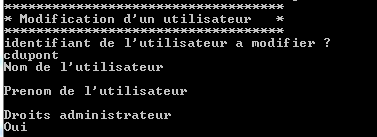 ***********************************
* Modification d'un utilisateur   *
***********************************
identifiant de l'utilisateur a modifier ?
cdupont
Nom de l'utilisateur
Prenom de l'utilisateur
Droits administrateur
Oui